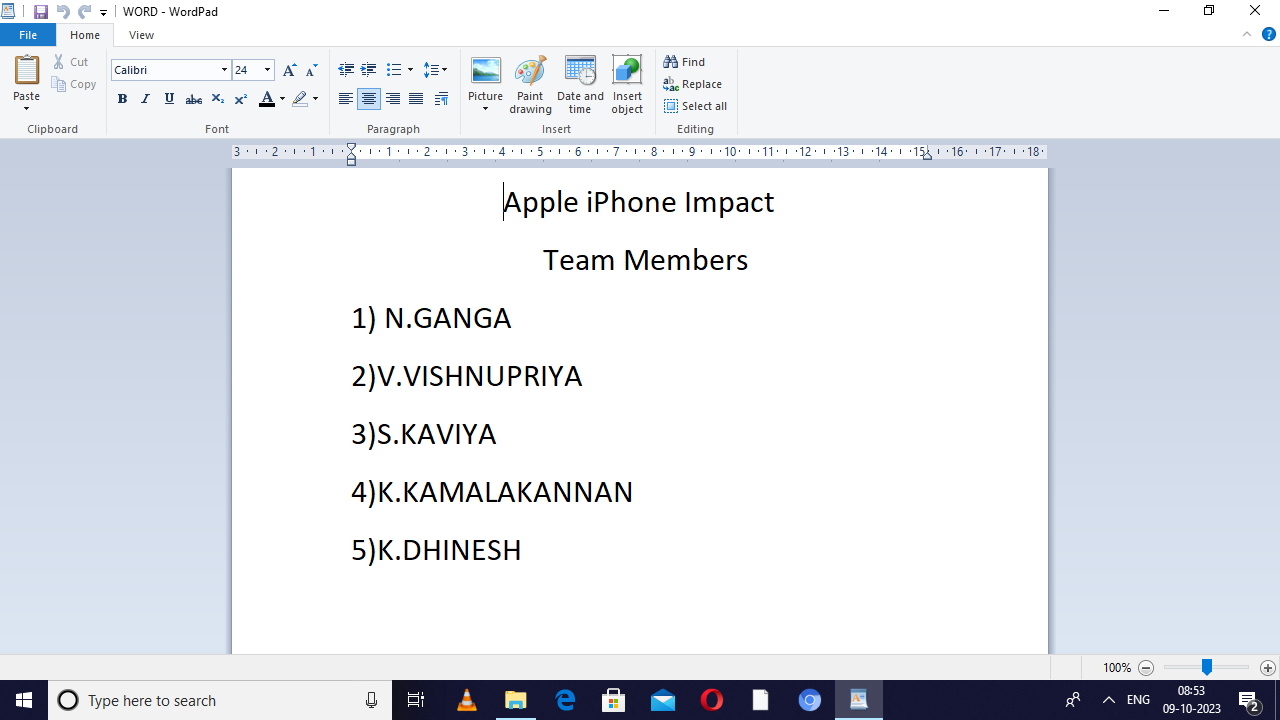 WORD - WordPad
File Home View
Cut
Copy
Paste
Clipboard
Calibri 24
Font
Paragraph
Picture
Paint drawing
Date and time
Insert object
Insert
Find
Replace
Select all
Editing
3 2 1 1 2 3 4 5 6 7 8 9 10 11 12 13 14 15 16 17 18
Apple iPhone Impact
Team Members
1) N.GANGA
2)V.VISHNUPRIYA
3)S.KAVIYA
4)K.KAMALAKANNAN
5)K.DHINESH
100%
Type here to search
ENG
08:53
09-10-2023
2